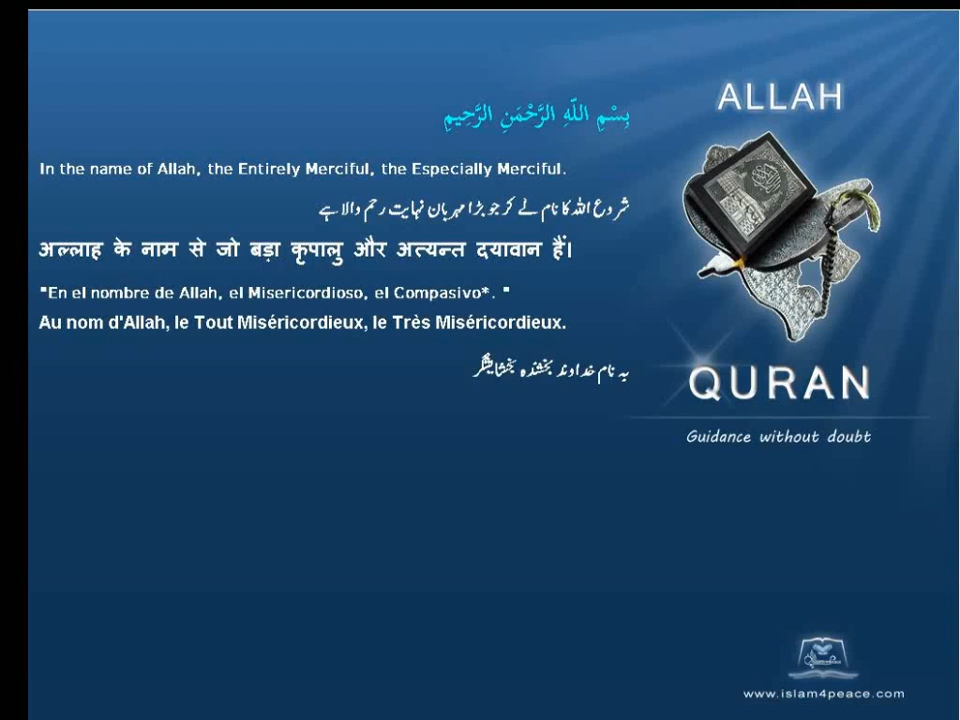 بِسْمِ اللّهِ الرَّحْمَنِ الرَّحِيمِ
In the name of Allah, the Entirely Merciful, the Especially Merciful.
شروع اللہ کا نام لے کر جو بڑا مہربان نہایت رحم والا ہے
अल्लाह के नाम से जो बड़ा कृपालु और अत्यन्त दयावान हैं।
"En el nombre de Allah, el Misericordioso, el Compasivo*. "
Au nom d'Allah, le Tout Miséricordieux, le Très Miséricordieux.
به نام خداوند بخشنده بخشایشگر
ALLAH
QURAN
Guidance without doubt
www.islam4peace.com